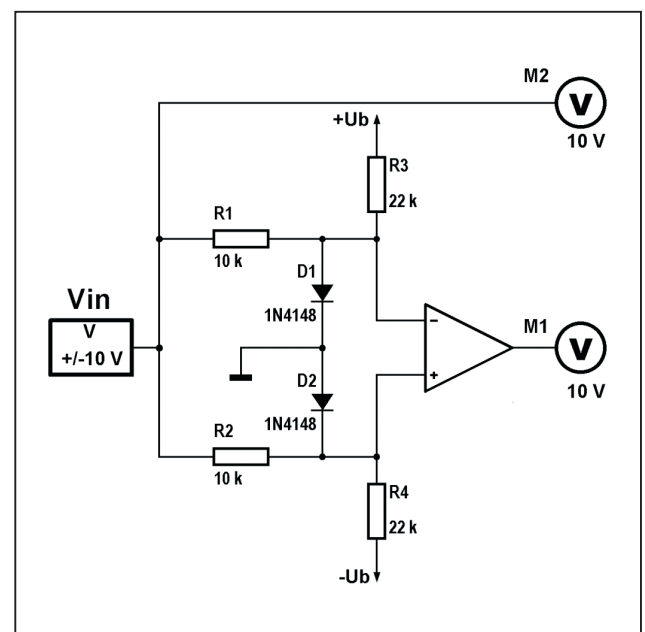 M2
V
10 V
+Ub
R3
22 k
R1
10 k
D1
1N4148
Vin
V
+/-10 V
−
+
M1
V
10 V
D2
1N4148
R2
10 k
R4
22 k
-Ub